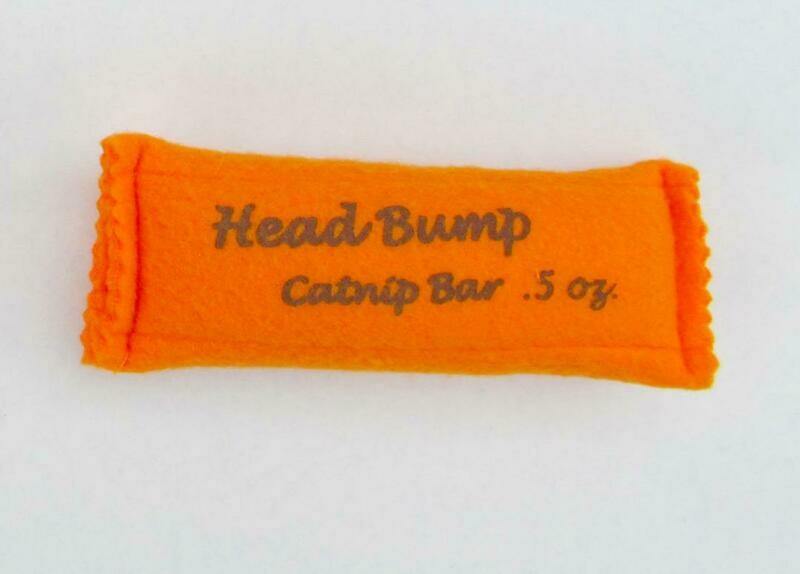 Head Bump
Catnip Bar .5 oz.